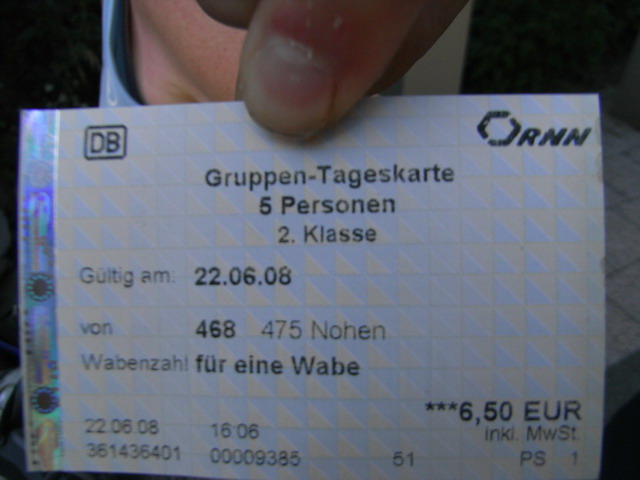 DB RNN
Gruppen-Tageskarte
5 Personen
2. Klasse
Gültig am: 22.06.08
von 468 475 Nohen
Wabenzahl für eine Wabe
***6,50 EUR
inkl. MwSt.
22.06.08 16:06
361436401 00009385 51 PS 1